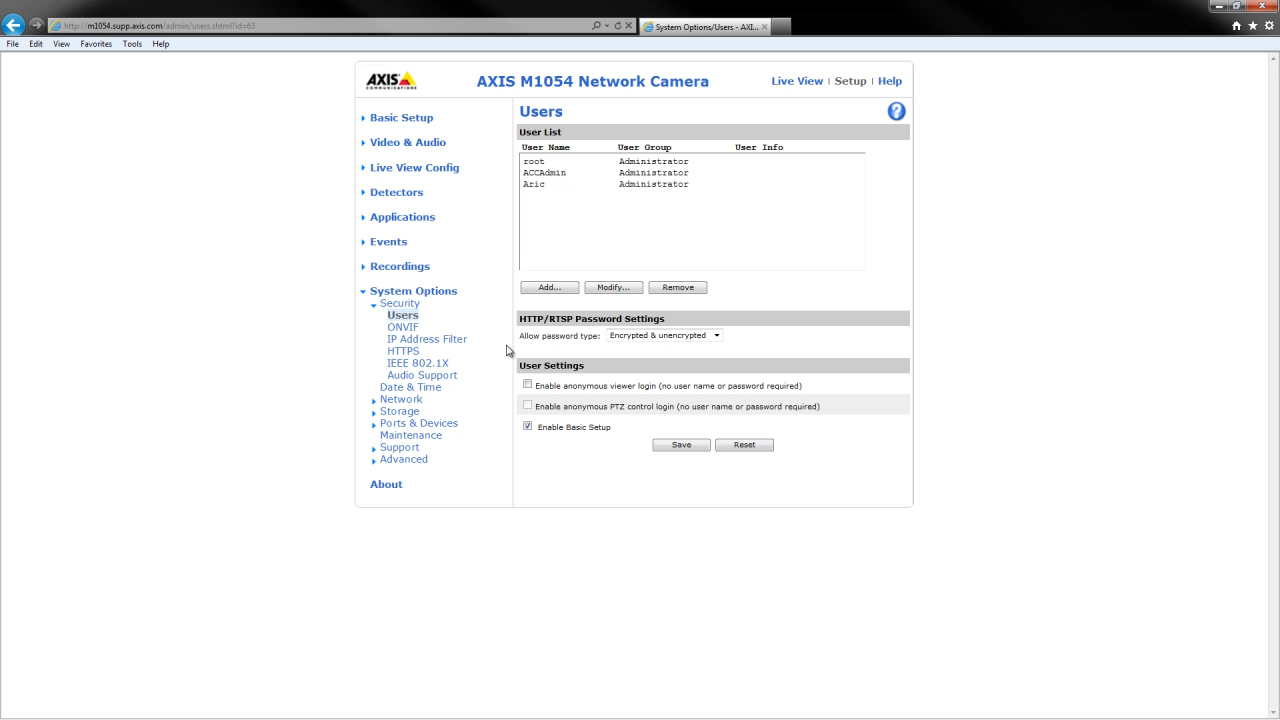 http://m1054.supp.axis.com/admin/users.shtml?id=63
System Options/Users - AXI...
File Edit View Favorites Tools Help
AXIS
COMMUNICATIONS
AXIS M1054 Network Camera
Live View | Setup | Help
Basic Setup
Video & Audio
Live View Config
Detectors
Applications
Events
Recordings
System Options
Security
Users
ONVIF
IP Address Filter
HTTPS
IEEE 802.1X
Audio Support
Date & Time
Network
Storage
Ports & Devices
Maintenance
Support
Advanced
About
Users
?
User List
User Name User Group User Info
root Administrator
ACCAdmin Administrator
Aric Administrator
Add... Modify... Remove
HTTP/RTSP Password Settings
Allow password type: Encrypted & unencrypted
User Settings
Enable anonymous viewer login (no user name or password required)
Enable anonymous PTZ control login (no user name or password required)
Enable Basic Setup
Save Reset